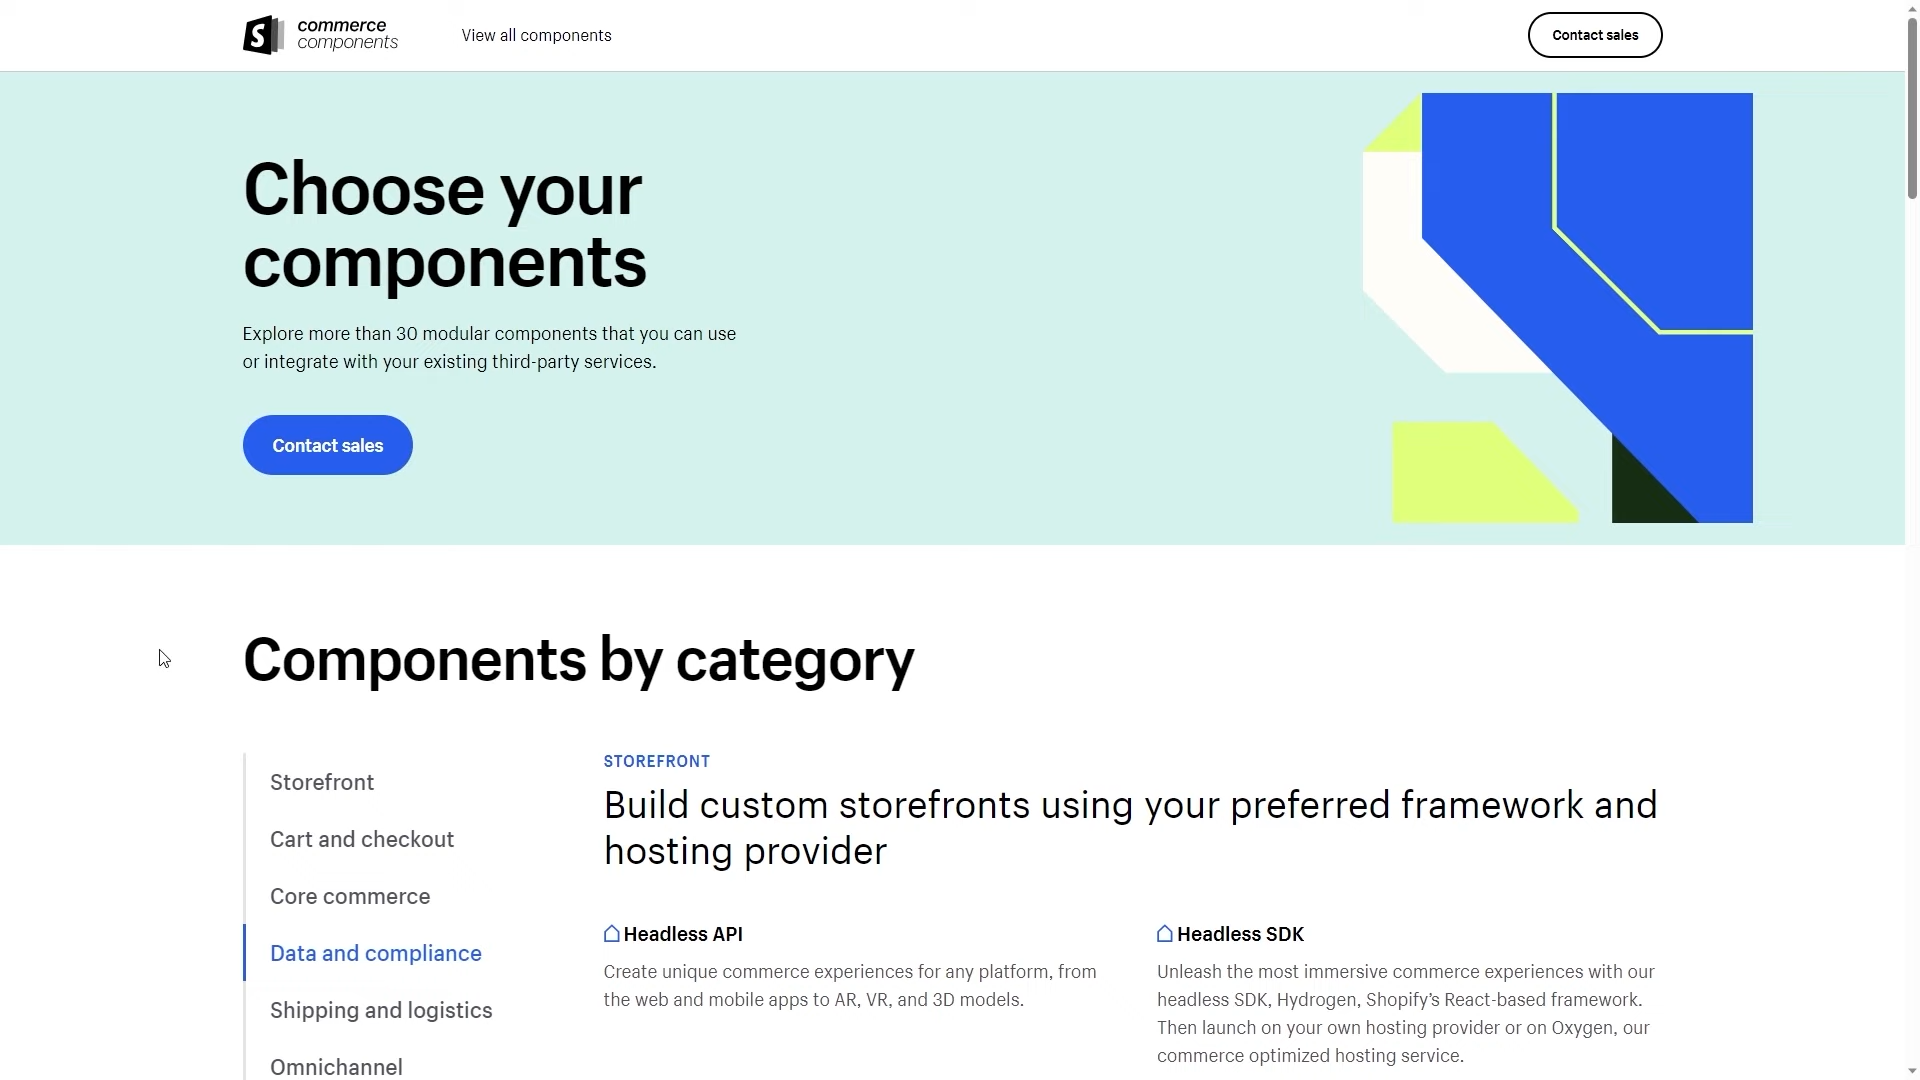 commerce
components
View all components
Contact sales
Choose your
components
Explore more than 30 modular components that you can use
or integrate with your existing third-party services.
Contact sales
Components by category
Storefront
Cart and checkout
Core commerce
Data and compliance
Shipping and logistics
Omnichannel
STOREFRONT
Build custom storefronts using your preferred framework and
hosting provider
Headless API
Create unique commerce experiences for any platform, from
the web and mobile apps to AR, VR, and 3D models.
Headless SDK
Unleash the most immersive commerce experiences with our
headless SDK, Hydrogen, Shopify’s React-based framework.
Then launch on your own hosting provider or on Oxygen, our
commerce optimized hosting service.